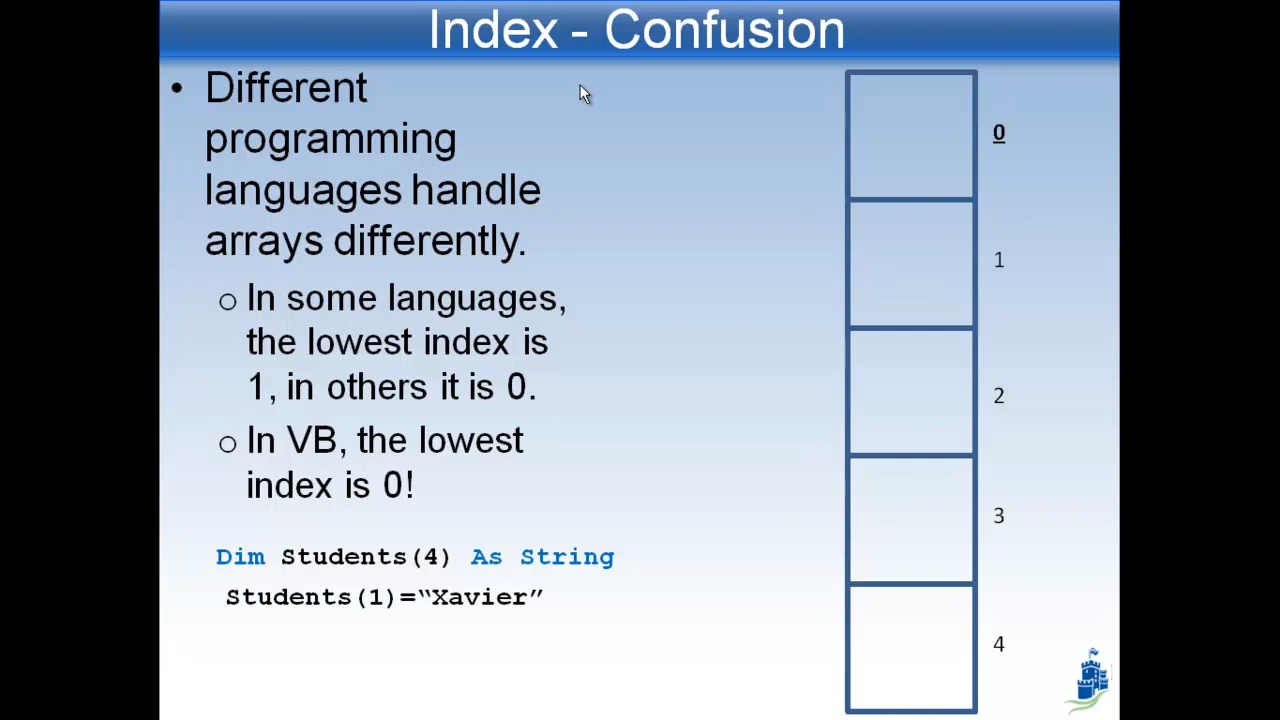 Index - Confusion
• Different
programming
languages handle
arrays differently.
o In some languages,
the lowest index is
1, in others it is 0.
o In VB, the lowest
index is 0!
Dim Students(4) As String
Students(1)=“Xavier”
0
1
2
3
4